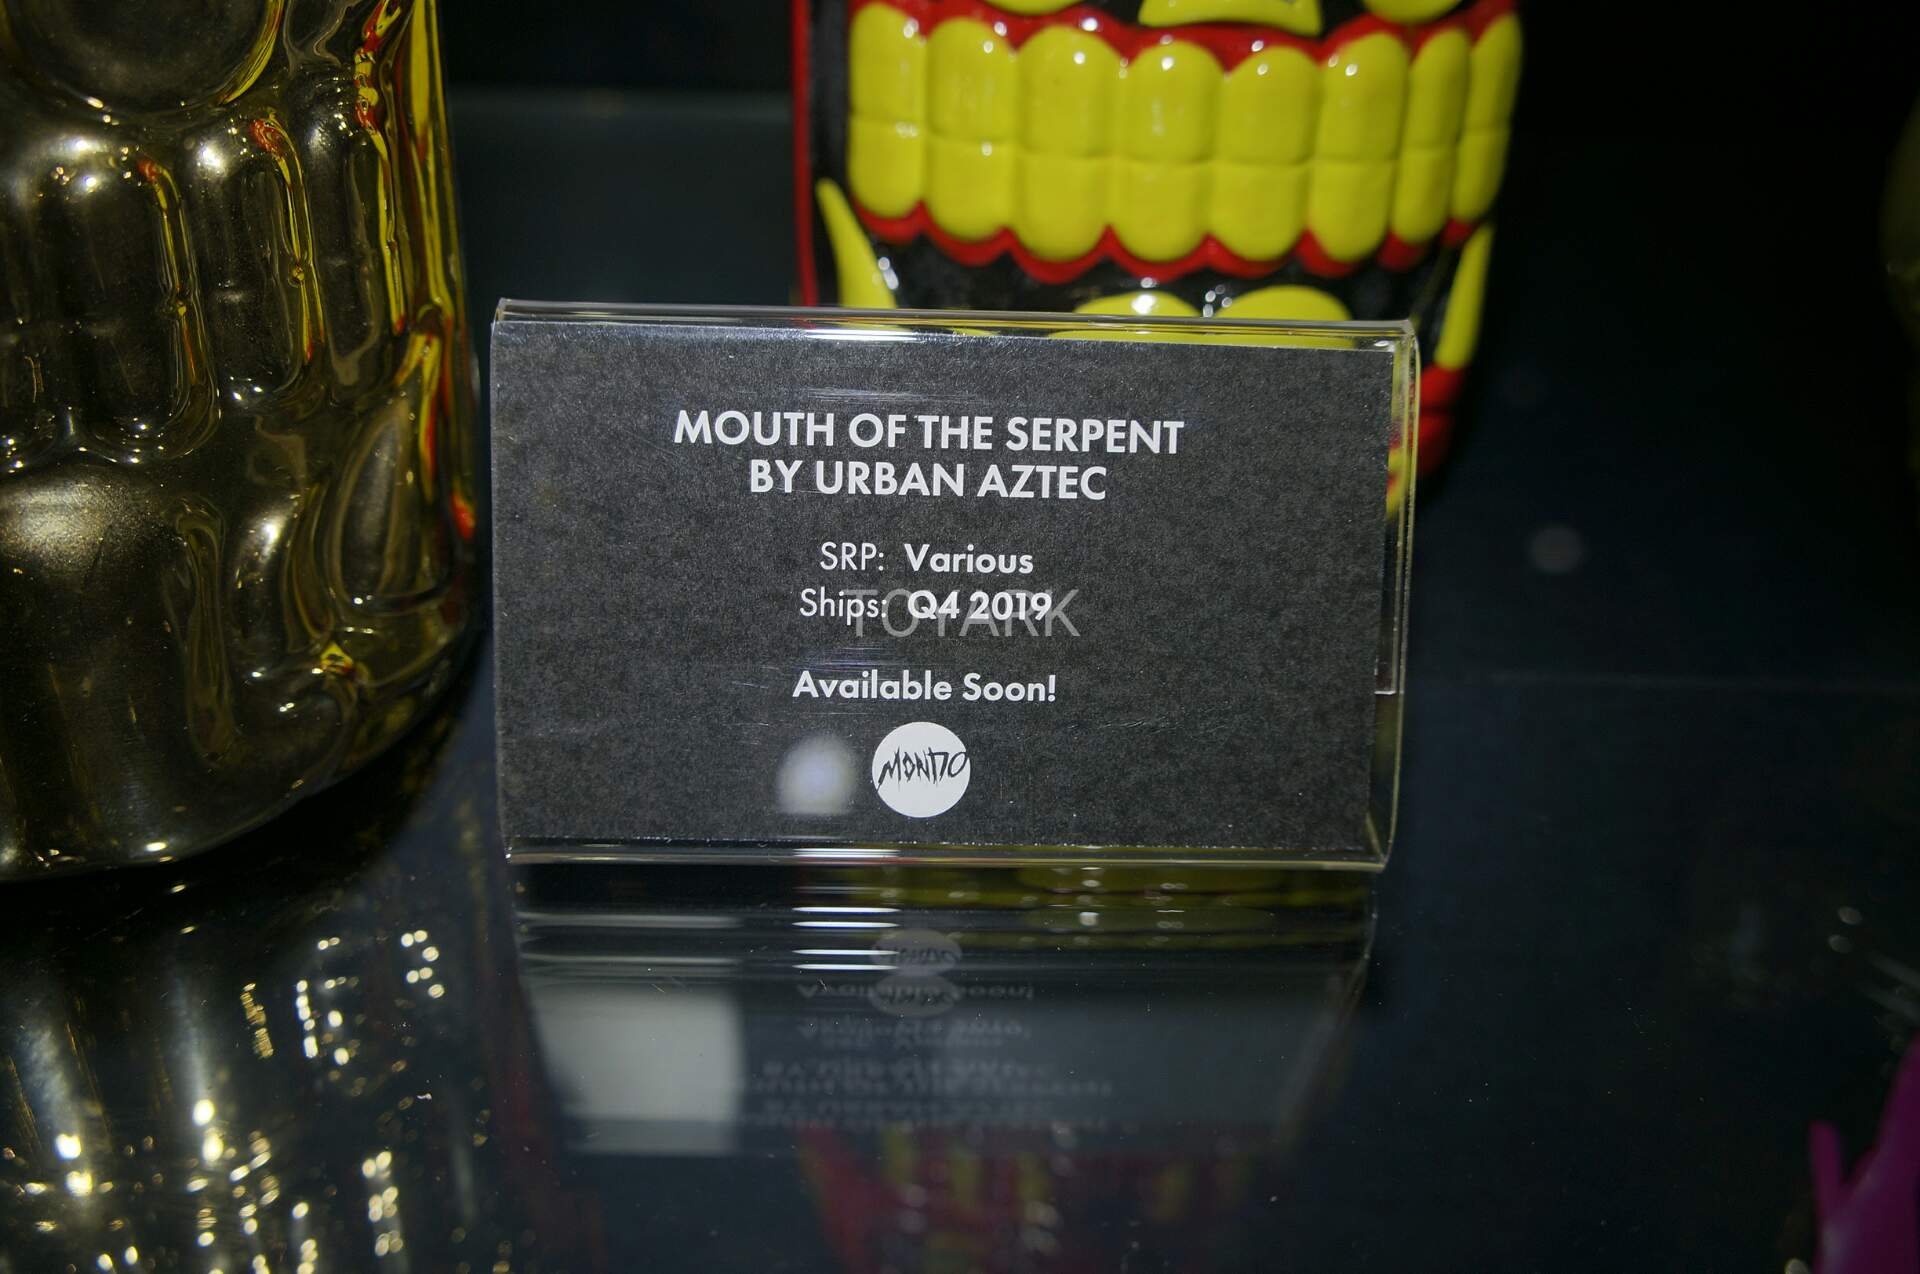 MOUTH OF THE SERPENT
BY URBAN AZTEC
SRP: Various
Ships: Q4 2019
TOYARK
Available Soon!
MONDO